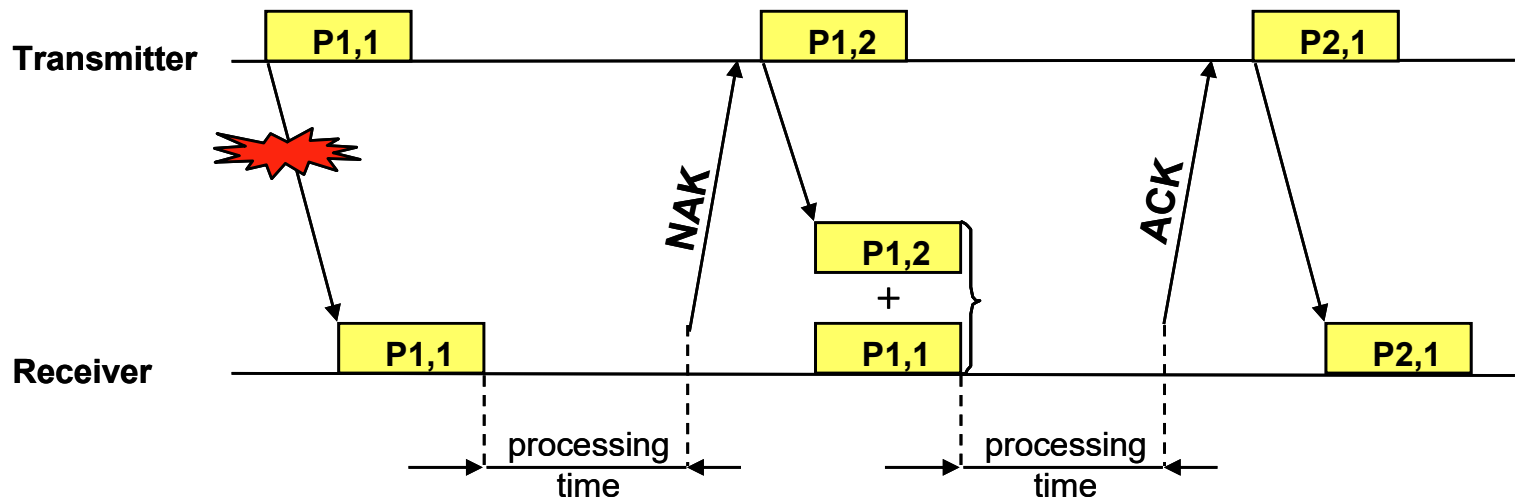 Transmitter
P1,1
P1,2
P2,1
NAK
ACK
P1,2
+
Receiver
P1,1
P1,1
P2,1
processing
time
processing
time